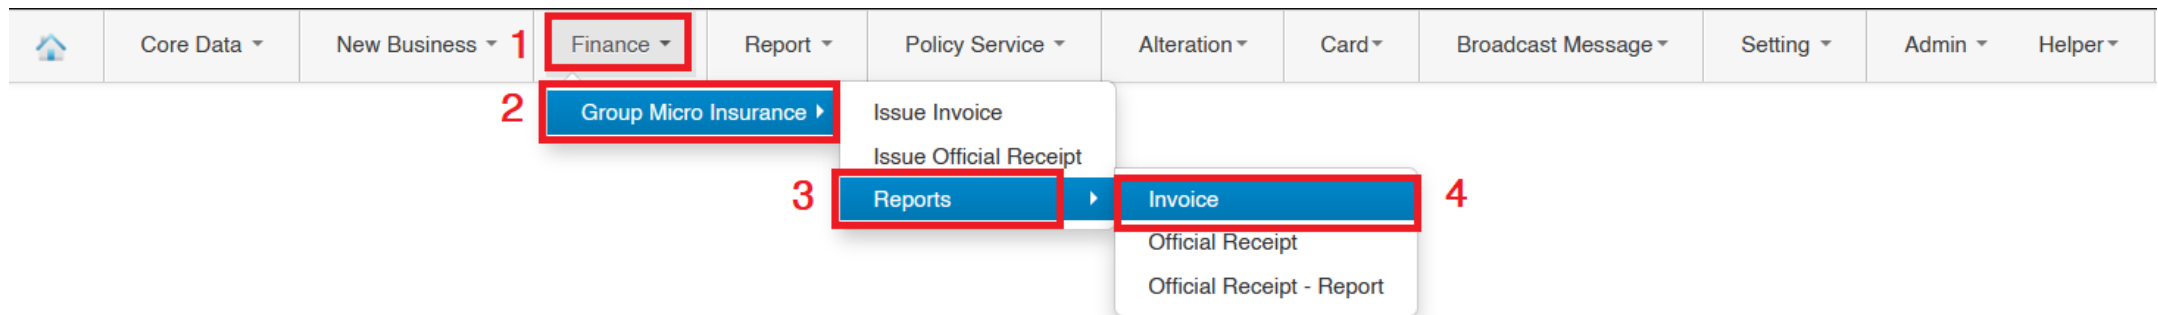 Core Data New Business 1 Finance Report Policy Service Alteration Card Broadcast Message Setting Admin Helper
2 Group Micro Insurance Issue Invoice
Issue Official Receipt
3 Reports Invoice 4
Official Receipt
Official Receipt - Report